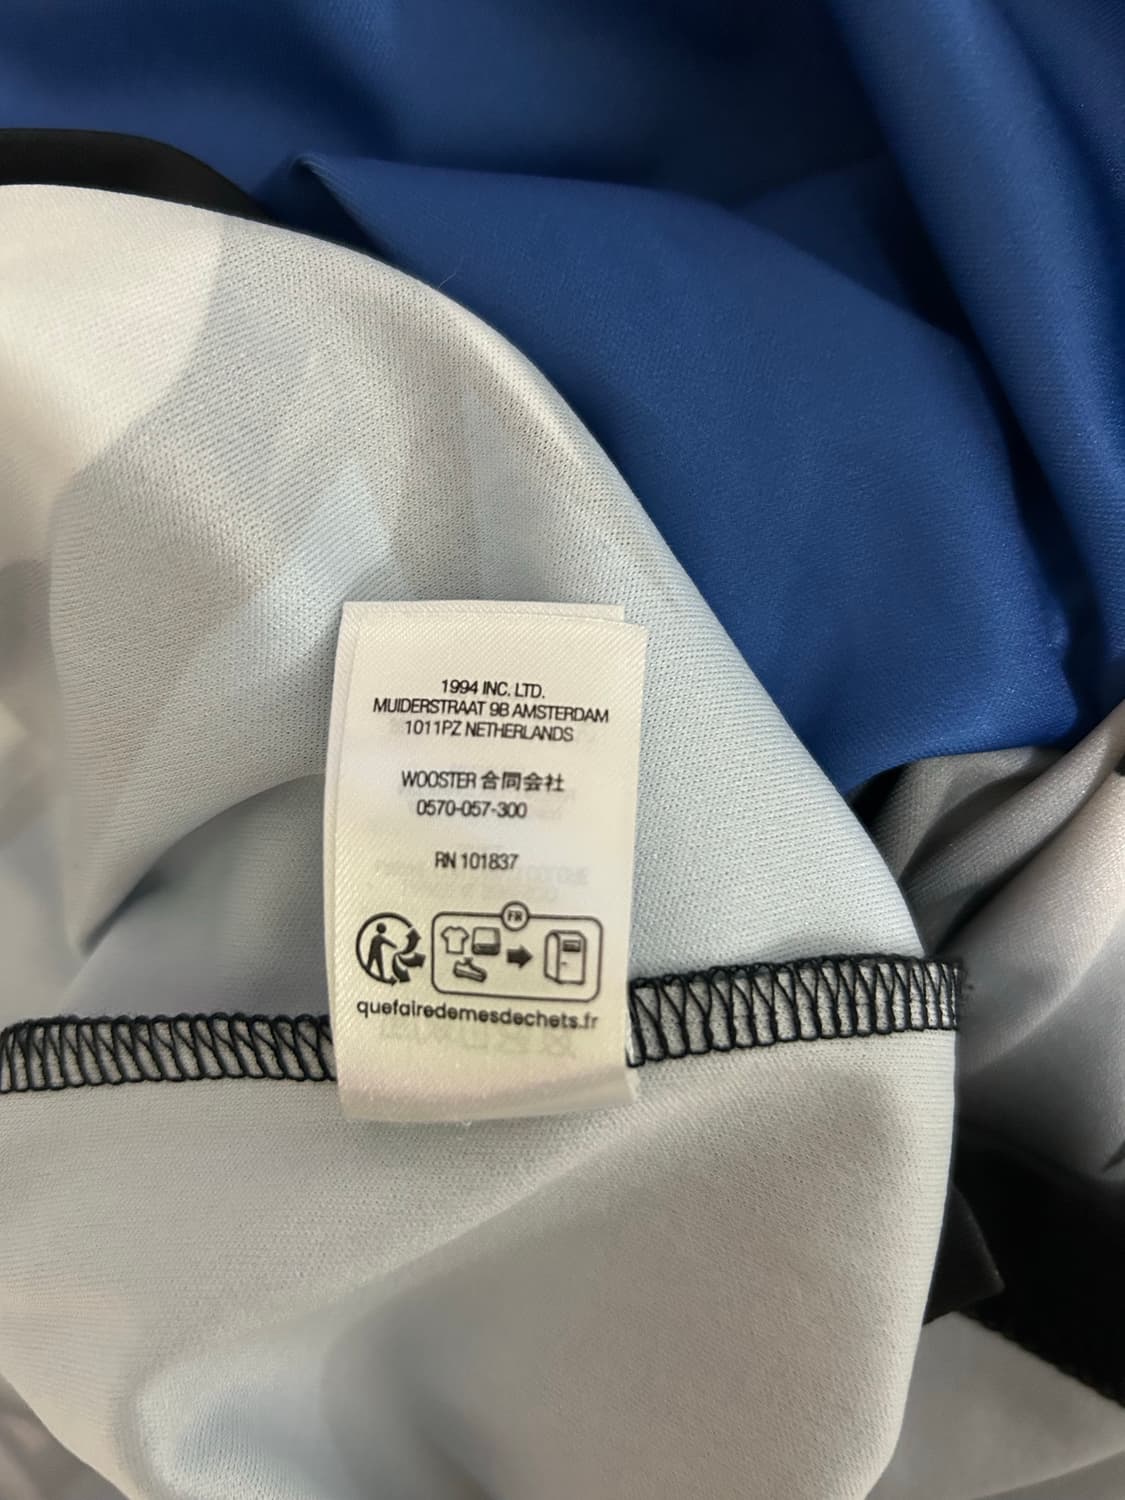 1994 INC. LTD.
MUIDERSTRAAT 9B AMSTERDAM
1011PZ NETHERLANDS
WOOSTER 合同会社
0570-057-300
RN 101837
FR
quefairedemesdechets.fr